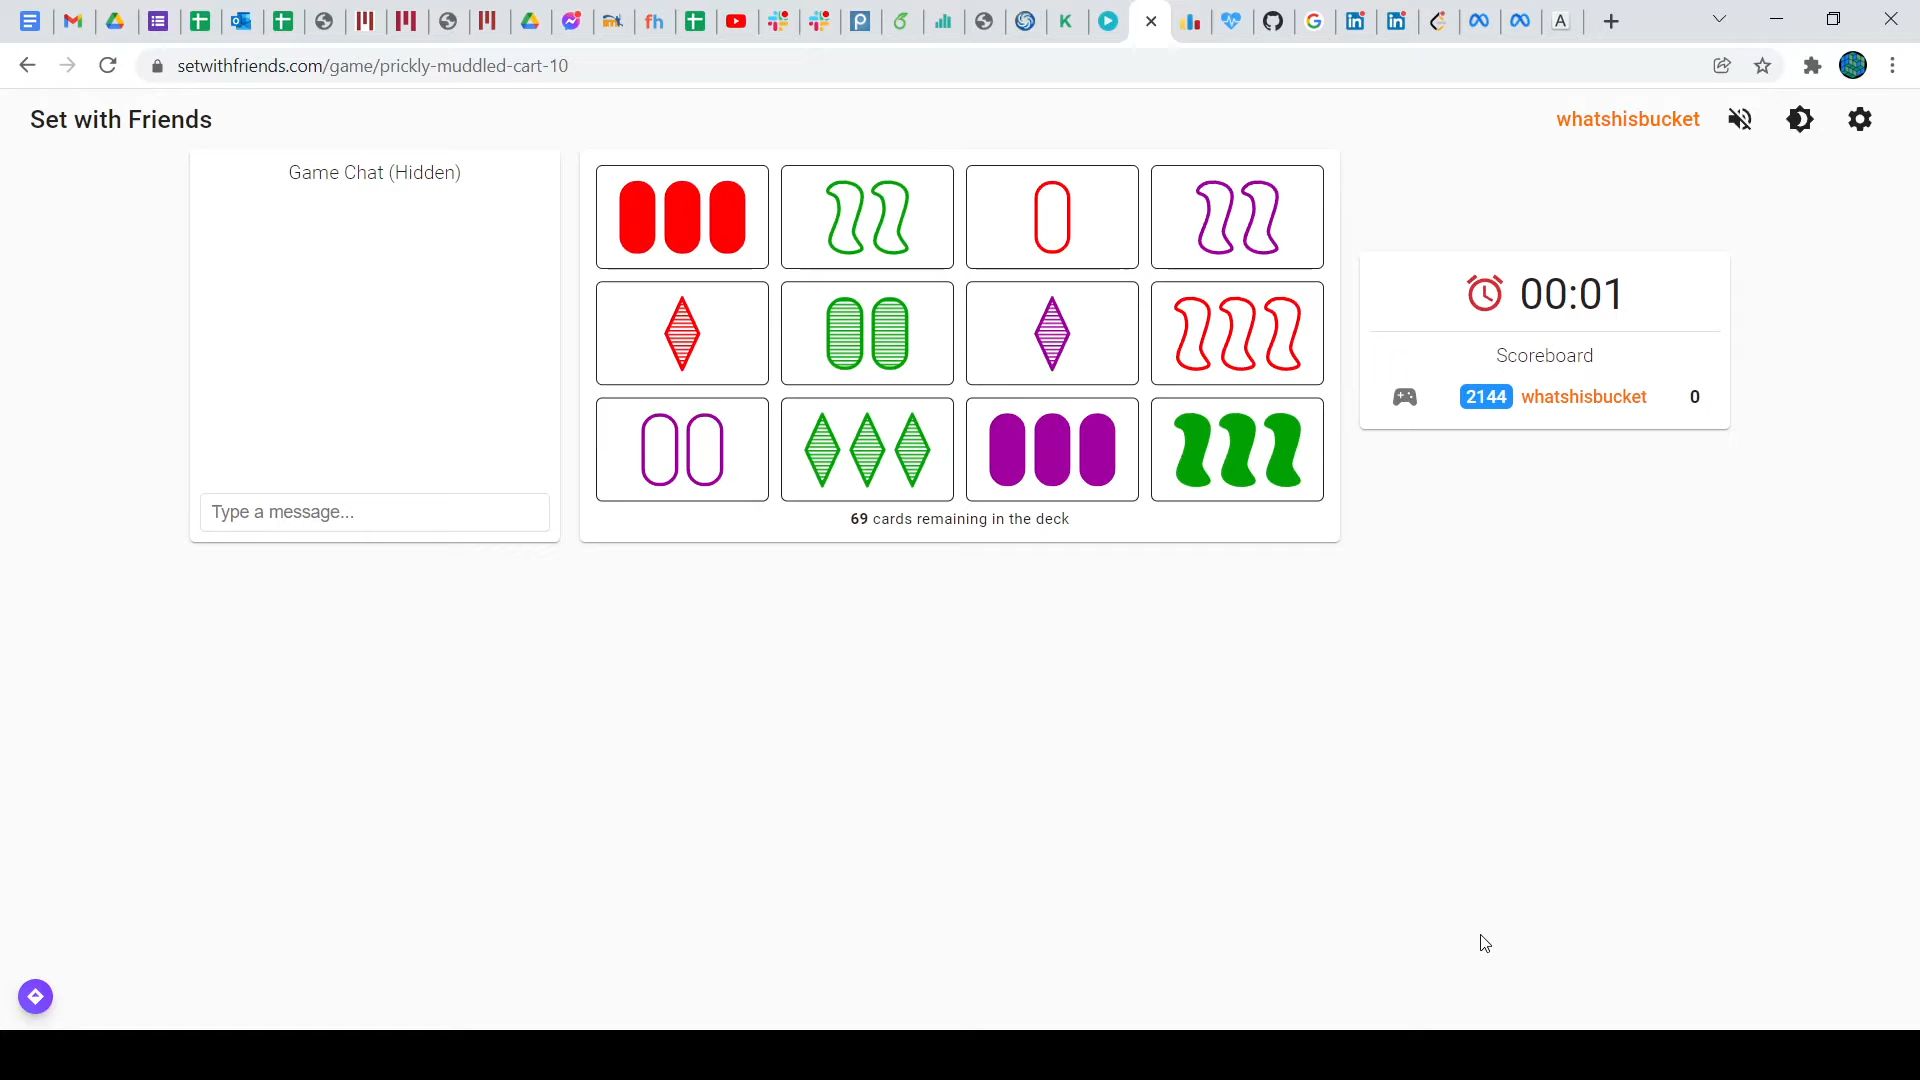 setwithfriends.com/game/prickly-muddled-cart-10
Set with Friends
whatshisbucket
Game Chat (Hidden)
00:01
Scoreboard
2144 whatshisbucket 0
Type a message...
69 cards remaining in the deck